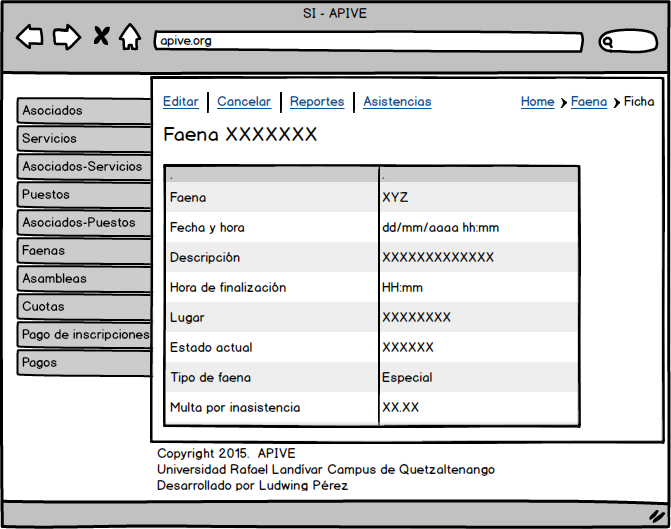 SI - APIVE
apive.org
Editar Cancelar Reportes Asistencias Home Faena Ficha
Faena XXXXXXX
Asociados
Servicios
Asociados-Servicios
Puestos
Asociados-Puestos
Faenas
Asambleas
Cuotas
Pago de inscripciones
Pagos
. .
Faena XYZ
Fecha y hora dd/mm/aaaa hh:mm
Descripción XXXXXXXXXXXXX
Hora de finalización HH:mm
Lugar XXXXXXXX
Estado actual XXXXXX
Tipo de faena Especial
Multa por inasistencia XX.XX
Copyright 2015. APIVE
Universidad Rafael Landívar Campus de Quetzaltenango
Desarrollado por Ludwing Pérez